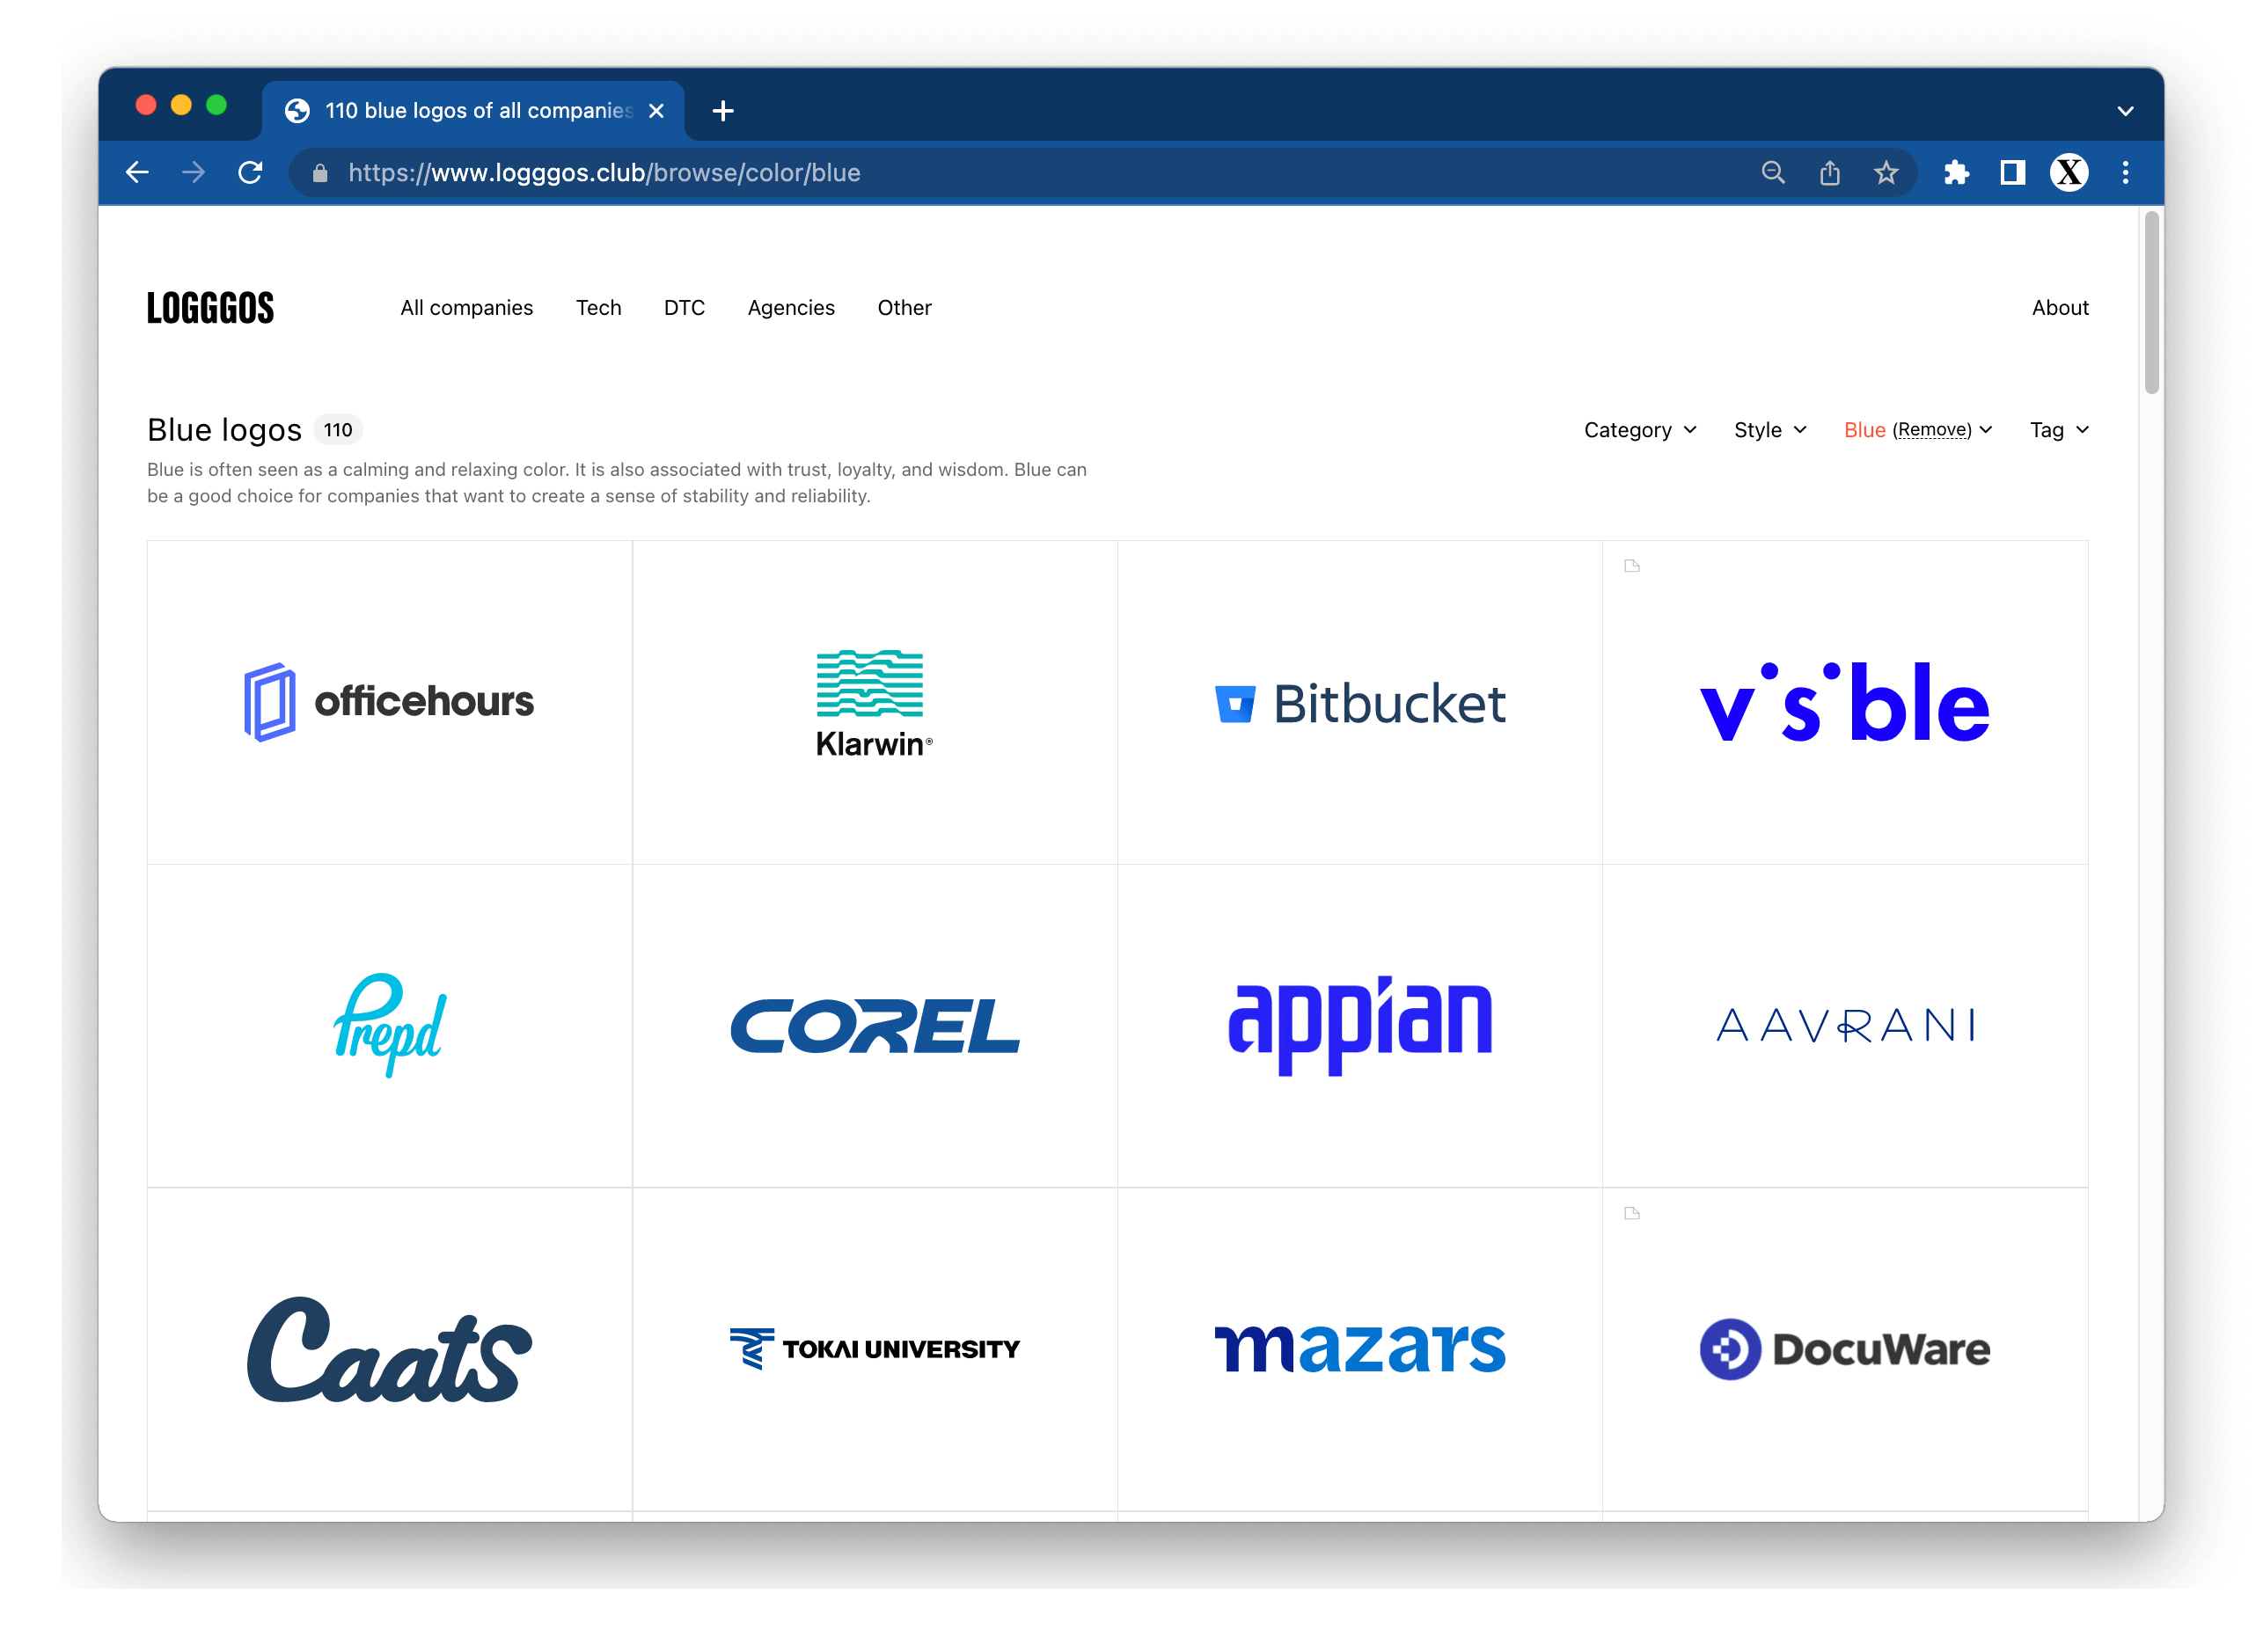 110 blue logos of all companies
https://www.logggos.club/browse/color/blue
X
LOGGGOS
All companies
Tech
DTC
Agencies
Other
About
Blue logos 110
Category
Style
Blue (Remove)
Tag
Blue is often seen as a calming and relaxing color. It is also associated with trust, loyalty, and wisdom. Blue can
be a good choice for companies that want to create a sense of stability and reliability.
officehours
Klarwin®
Bitbucket
visible
Prepd
COREL
appian
AAVRANI
Caats
TOKAI UNIVERSITY
mazars
DocuWare